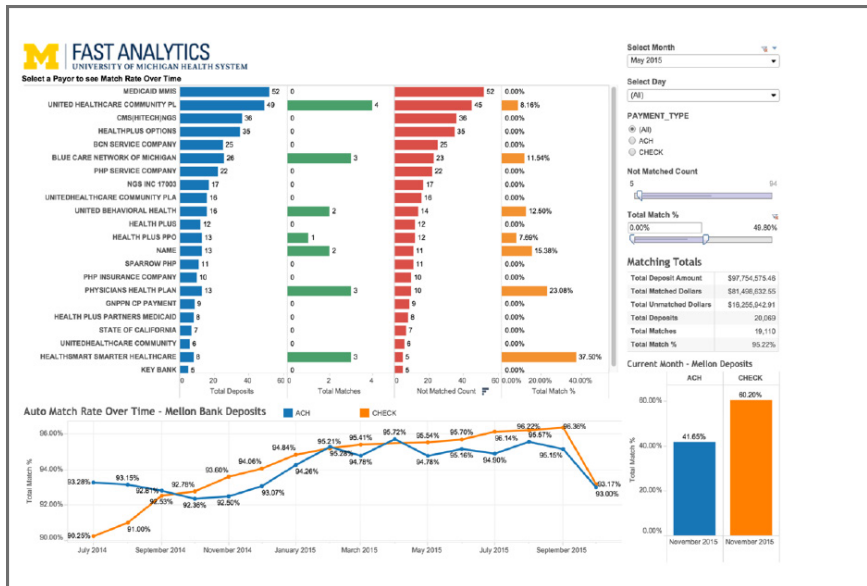 M FAST ANALYTICS
UNIVERSITY OF MICHIGAN HEALTH SYSTEM
Select a Payor to see Match Rate Over Time
MEDICAID MMIS 52 0 52 0.00%
UNITED HEALTHCARE COMMUNITY PL 49 4 45 8.16%
CMS(HITECH)NGS 36 0 36 0.00%
HEALTHPLUS OPTIONS 35 0 35 0.00%
BCN SERVICE COMPANY 25 0 25 0.00%
BLUE CARE NETWORK OF MICHIGAN 26 3 23 11.54%
PHP SERVICE COMPANY 22 0 22 0.00%
NGS INC 17003 17 0 17 0.00%
UNITEDHEALTHCARE COMMUNITY PLA 16 0 16 0.00%
UNITED BEHAVIORAL HEALTH 16 2 14 12.50%
HEALTH PLUS 12 0 12 0.00%
HEALTH PLUS PPO 13 1 12 7.69%
NAME 13 2 11 15.38%
SPARROW PHP 11 0 11 0.00%
PHP INSURANCE COMPANY 10 0 10 0.00%
PHYSICIANS HEALTH PLAN 13 3 10 23.08%
GNPPN CP PAYMENT 9 0 9 0.00%
HEALTH PLUS PARTNERS MEDICAID 8 0 8 0.00%
STATE OF CALIFORNIA 7 0 7 0.00%
UNITEDHEALTHCARE COMMUNITY 6 0 6 0.00%
HEALTHSMART SMARTER HEALTHCARE 8 3 5 37.50%
KEY BANK 5 0 5 0.00%
0 20 40 60 0 2 4 0 20 40 60 0.00% 20.00% 40.00%
Total Deposits Total Matches Not Matched Count Total Match %
Select Month
May 2015
Select Day
(All)
PAYMENT_TYPE
(All)
ACH
CHECK
Not Matched Count
5 54
Total Match %
0.00% 49.80%
Matching Totals
Total Deposit Amount $97,754,575.46
Total Matched Dollars $81,498,632.55
Total Unmatched Dollars $16,255,942.91
Total Deposits 20,069
Total Matches 19,110
Total Match % 95.22%
Auto Match Rate Over Time - Mellon Bank Deposits ACH CHECK
Total Match %
96.00%
94.00%
92.00%
90.00%
93.28% 93.15% 92.81% 92.36% 92.50% 93.07% 94.26% 95.28% 94.78% 95.72% 94.78% 95.16% 94.90% 95.57% 95.15% 93.00%
90.25% 91.00% 92.53% 92.76% 93.60% 94.06% 94.84% 95.21% 95.41% 95.54% 95.70% 96.14% 96.22% 96.36% 93.17%
July 2014 September 2014 November 2014 January 2015 March 2015 May 2015 July 2015 September 2015
Current Month - Mellon Deposits
ACH CHECK
Total Match %
60.00%
40.00%
20.00%
0.00%
41.65% 60.20%
November 2015 November 2015